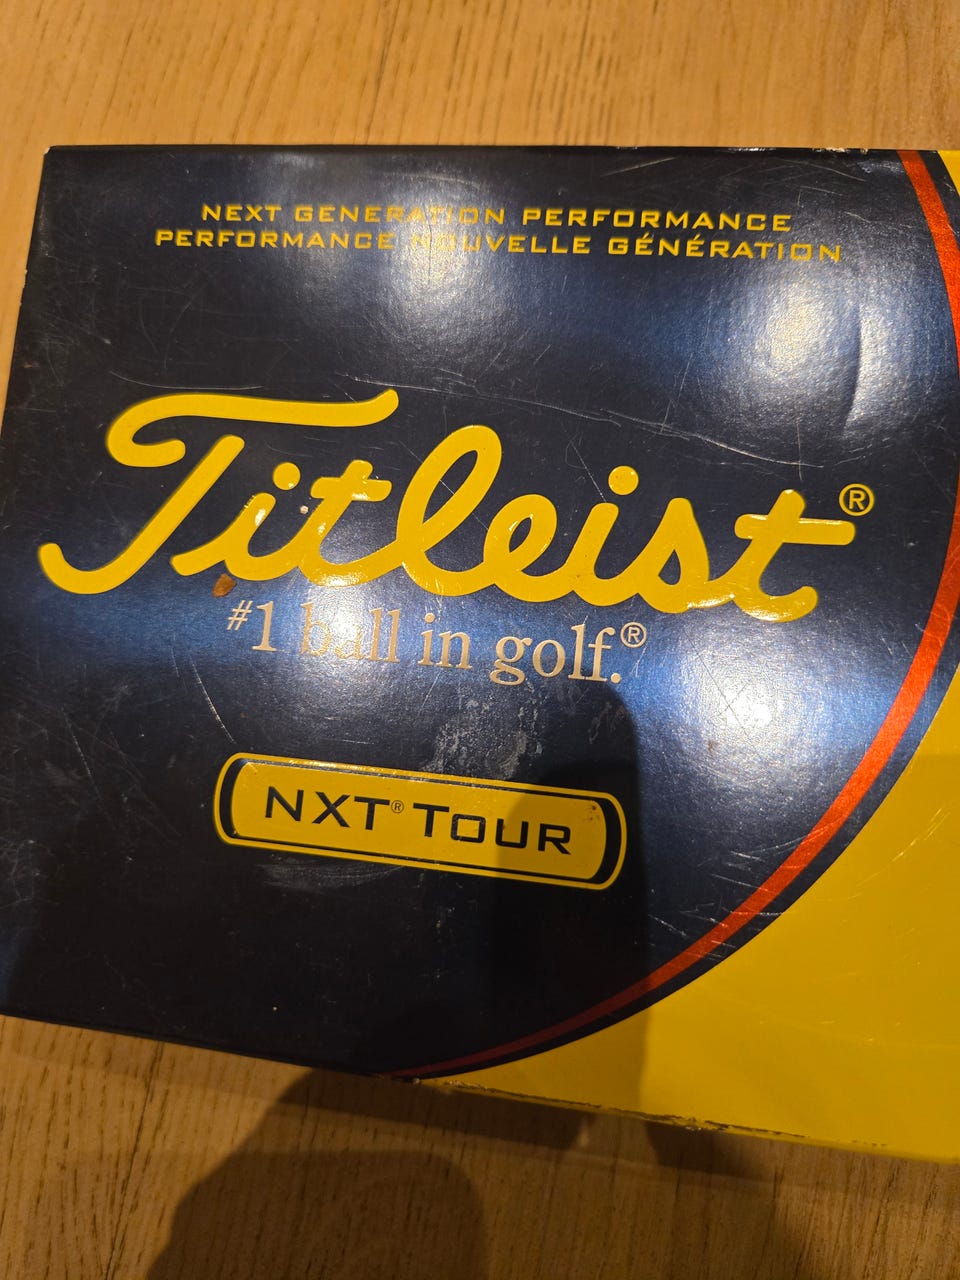 NEXT GENERATION PERFORMANCE
PERFORMANCE NOUVELLE GÉNÉRATION
Titleist®
#1 ball in golf.®
NXT® TOUR